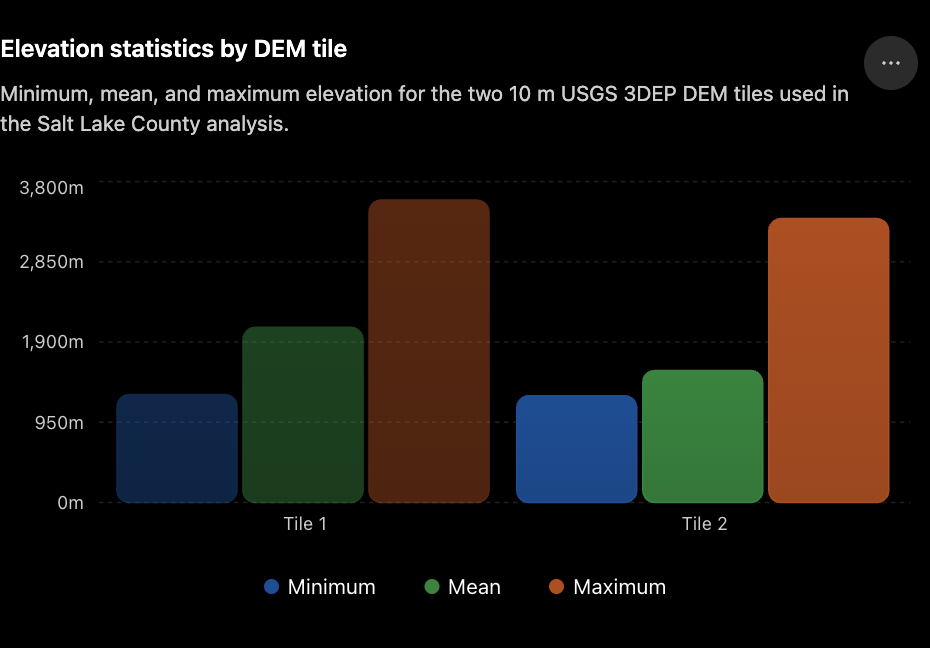 Elevation statistics by DEM tile
Minimum, mean, and maximum elevation for the two 10 m USGS 3DEP DEM tiles used in
the Salt Lake County analysis.
3,800m
2,850m
1,900m
950m
0m
Tile 1 Tile 2
Minimum Mean Maximum